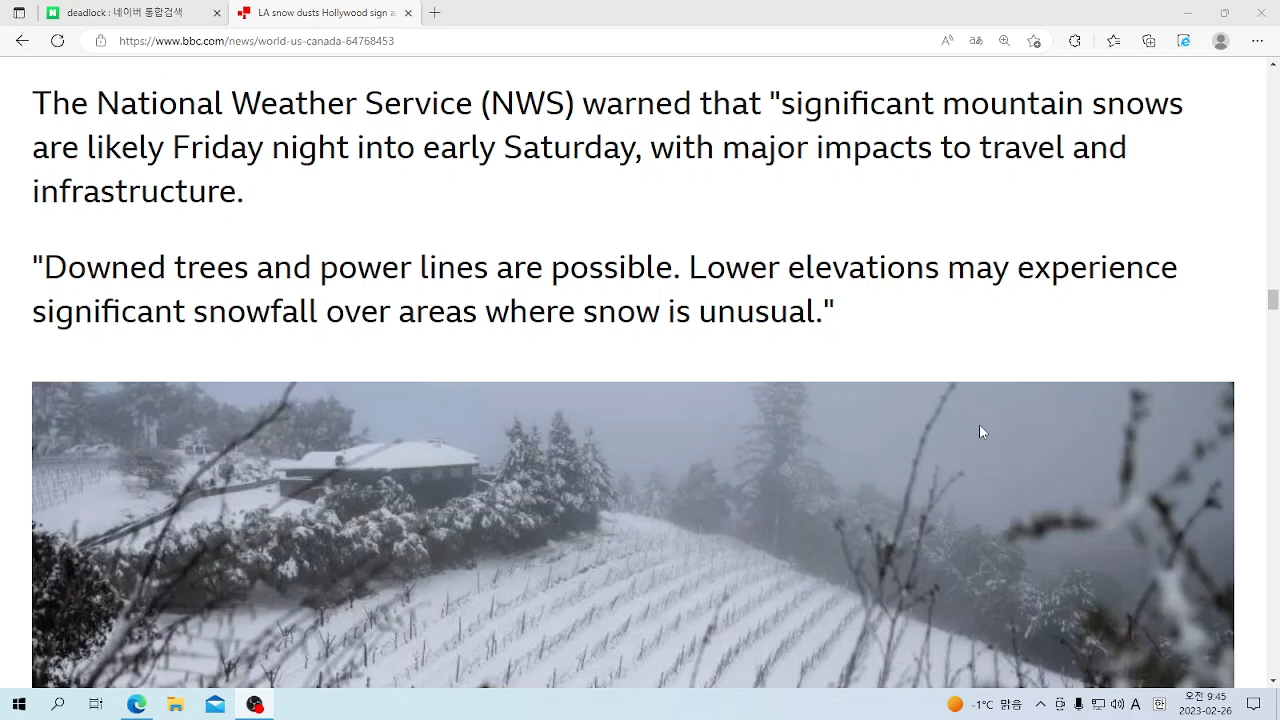 deadlock : 네이버 통합검색
LA snow dusts Hollywood sign a
https://www.bbc.com/news/world-us-canada-64768453
The National Weather Service (NWS) warned that "significant mountain snows
are likely Friday night into early Saturday, with major impacts to travel and
infrastructure.
"Downed trees and power lines are possible. Lower elevations may experience
significant snowfall over areas where snow is unusual."
-1°C 맑음
A
오전 9:45
2023-02-26